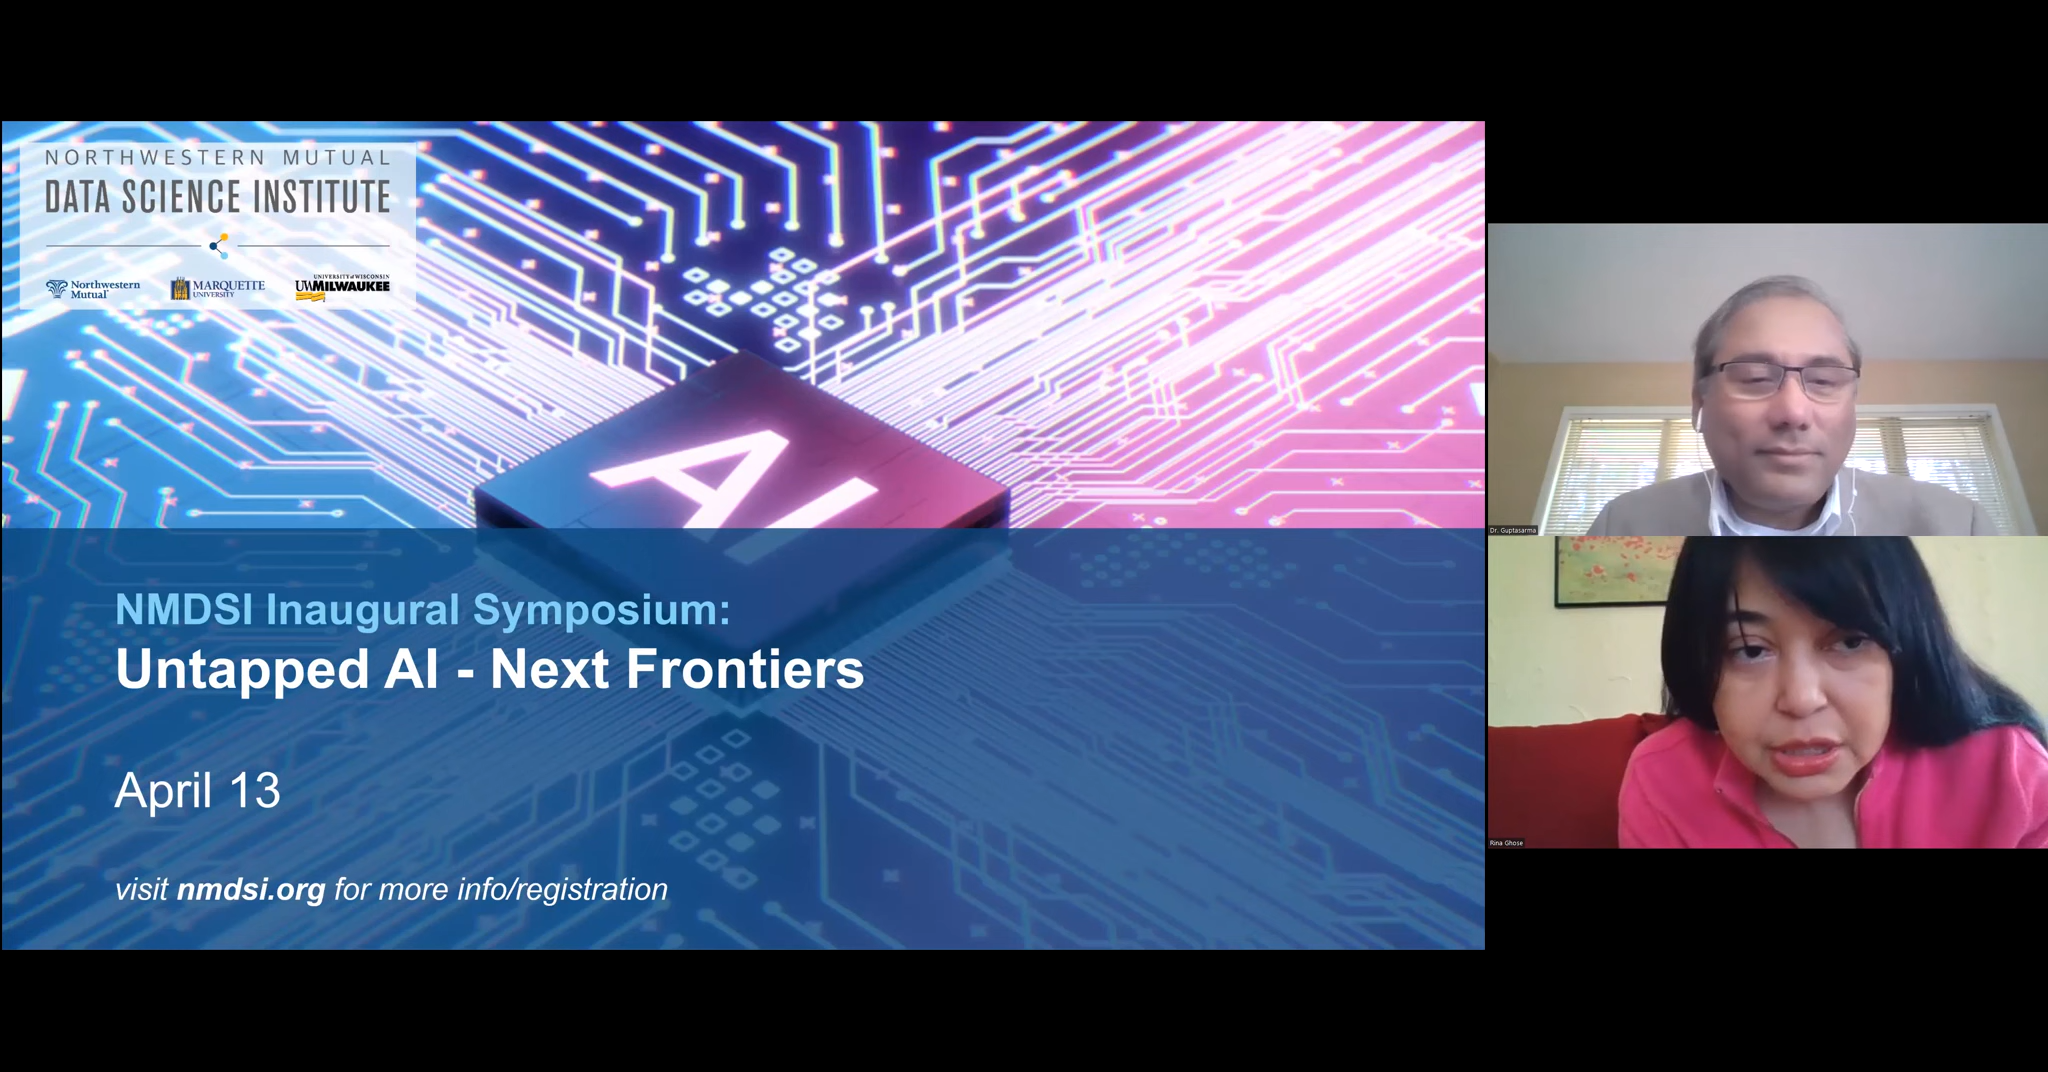 NORTHWESTERN MUTUAL
DATA SCIENCE INSTITUTE
Northwestern
Mutual
MARQUETTE
UNIVERSITY
UNIVERSITY of WISCONSIN
UWMILWAUKEE
AI
NMDSI Inaugural Symposium:
Untapped AI - Next Frontiers
April 13
visit nmdsi.org for more info/registration
Dr. Guptasarma
Rina Ghose